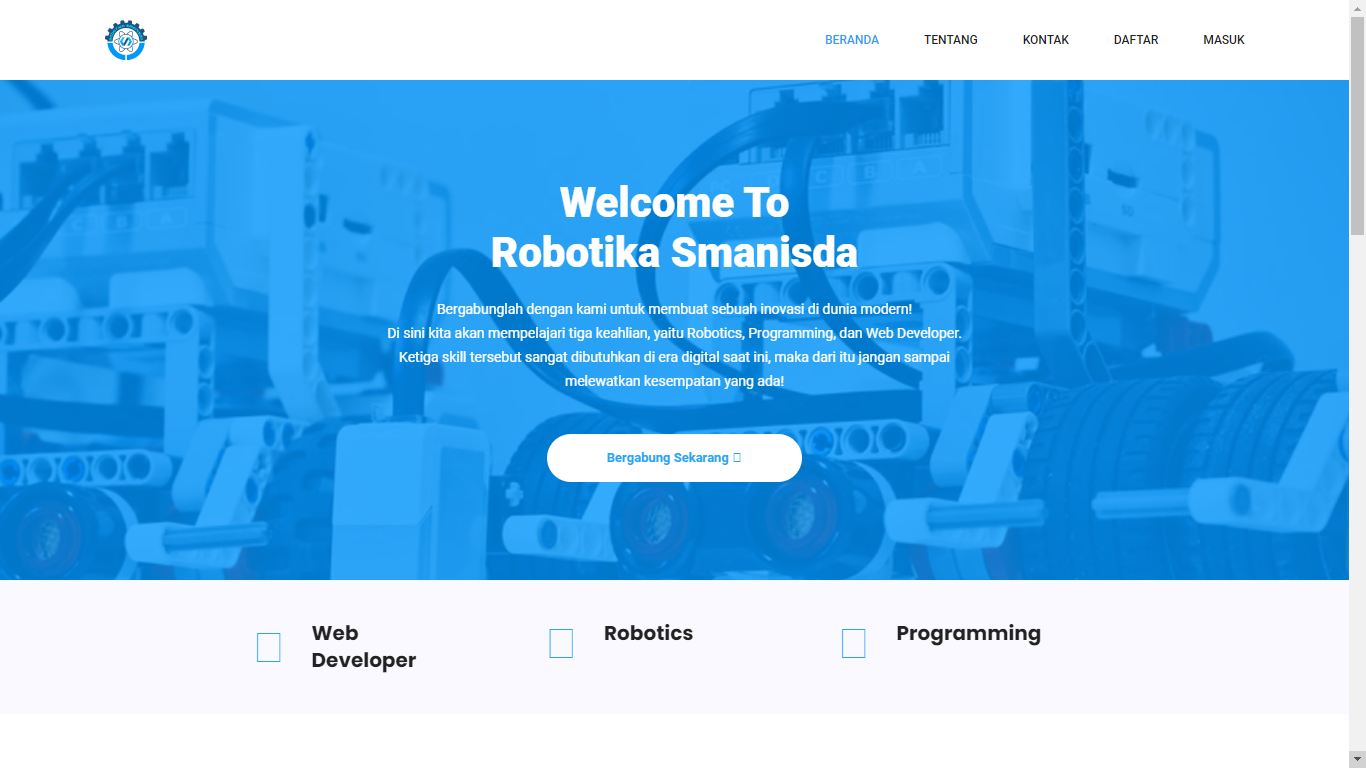 BERANDA TENTANG KONTAK DAFTAR MASUK
Welcome To
Robotika Smanisda
Bergabunglah dengan kami untuk membuat sebuah inovasi di dunia modern!
Di sini kita akan mempelajari tiga keahlian, yaitu Robotics, Programming, dan Web Developer.
Ketiga skill tersebut sangat dibutuhkan di era digital saat ini, maka dari itu jangan sampai
melewatkan kesempatan yang ada!
Bergabung Sekarang
Web
Developer
Robotics
Programming